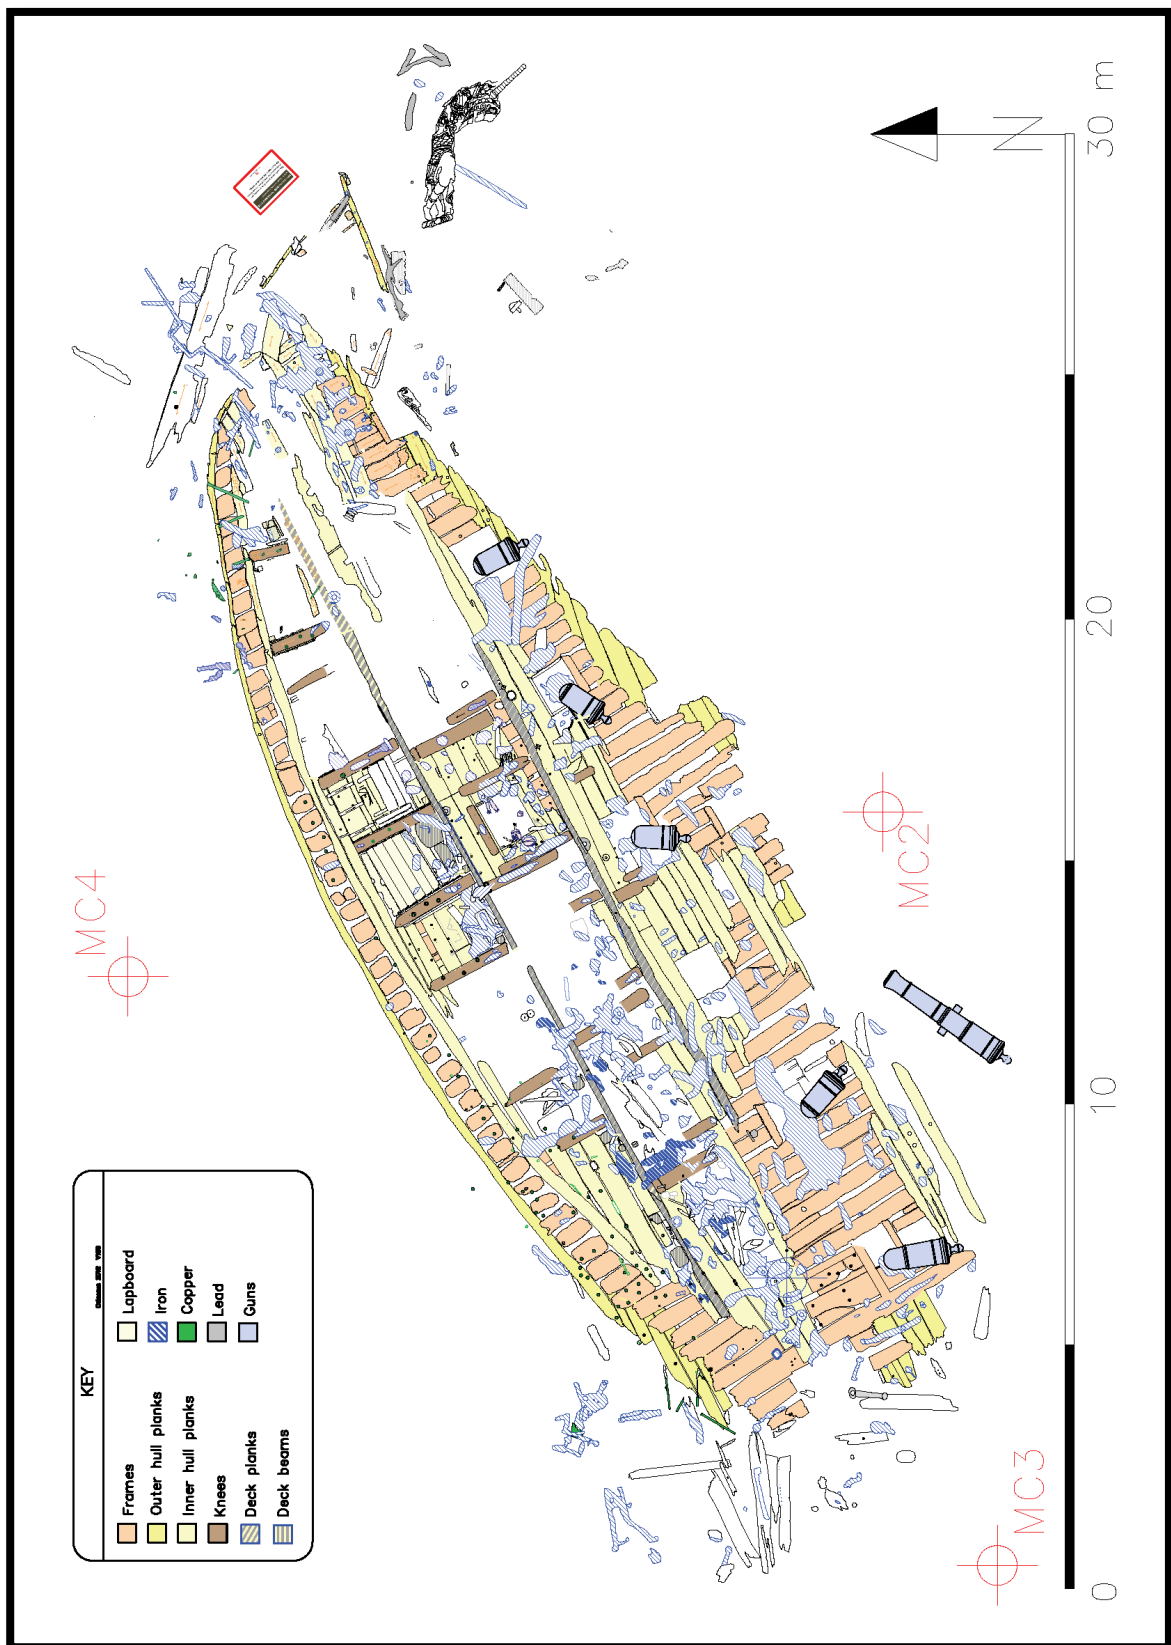 KEY
Frames
Outer hull planks
Inner hull planks
Knees
Deck planks
Deck beams
Lapboard
Iron
Copper
Lead
Guns
MC4
MC2
MC3
N
0
10
20
30 m